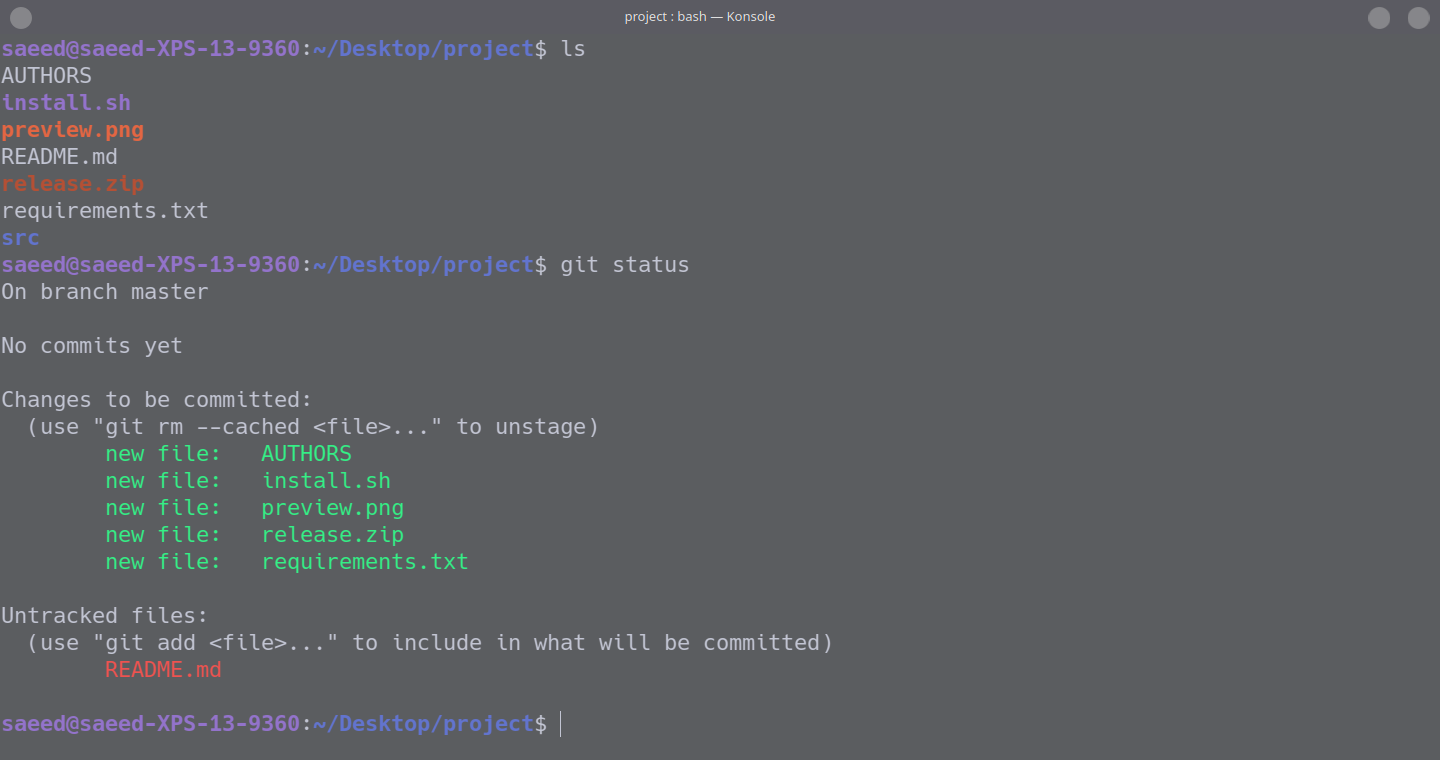 project : bash — Konsole
saeed@saeed-XPS-13-9360:~/Desktop/project$ ls
AUTHORS
install.sh
preview.png
README.md
release.zip
requirements.txt
src
saeed@saeed-XPS-13-9360:~/Desktop/project$ git status
On branch master
No commits yet
Changes to be committed:
  (use "git rm --cached <file>..." to unstage)
        new file:   AUTHORS
        new file:   install.sh
        new file:   preview.png
        new file:   release.zip
        new file:   requirements.txt
Untracked files:
  (use "git add <file>..." to include in what will be committed)
        README.md
saeed@saeed-XPS-13-9360:~/Desktop/project$